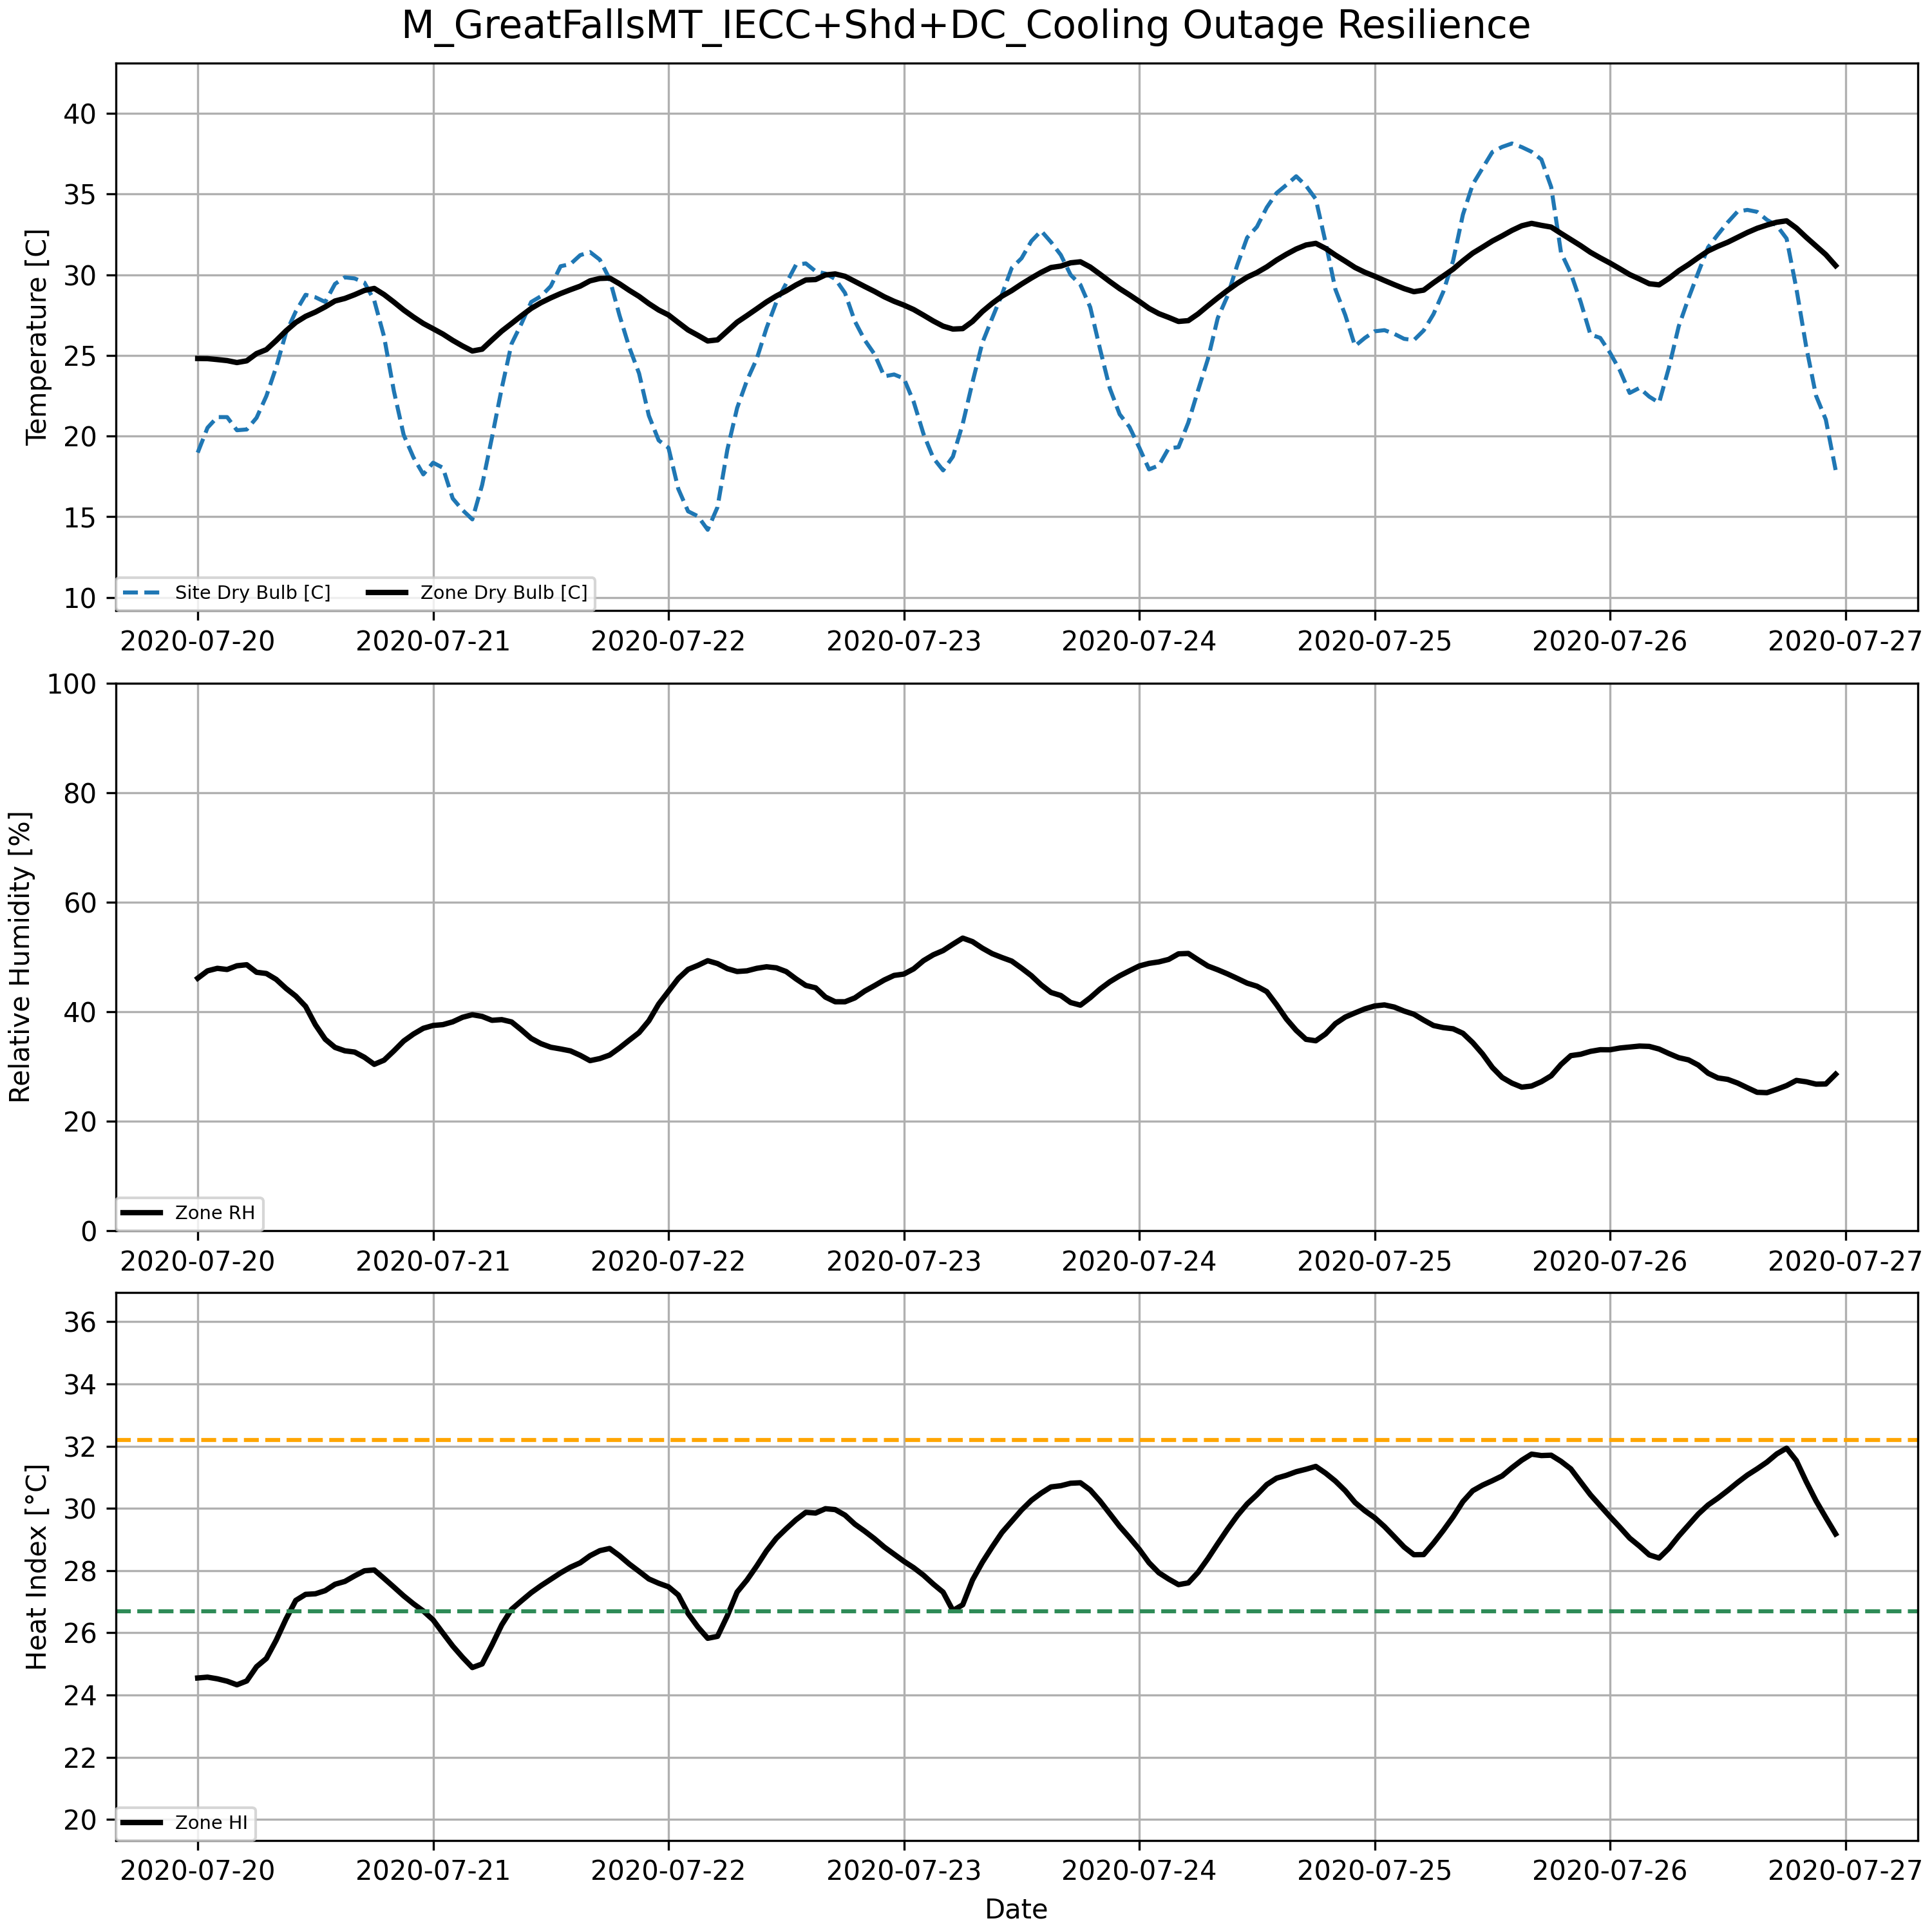 M_GreatFallsMT_IECC+Shd+DC_Cooling Outage Resilience
Temperature [C]
40
35
30
25
20
15
10
Site Dry Bulb [C] Zone Dry Bulb [C]
2020-07-20 2020-07-21 2020-07-22 2020-07-23 2020-07-24 2020-07-25 2020-07-26 2020-07-27
Relative Humidity [%]
100
80
60
40
20
0
Zone RH
2020-07-20 2020-07-21 2020-07-22 2020-07-23 2020-07-24 2020-07-25 2020-07-26 2020-07-27
Heat Index [°C]
36
34
32
30
28
26
24
22
20
Zone HI
2020-07-20 2020-07-21 2020-07-22 2020-07-23 2020-07-24 2020-07-25 2020-07-26 2020-07-27
Date